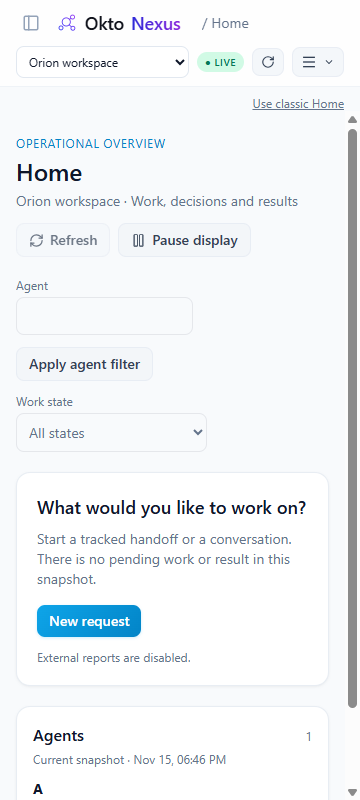 Okto Nexus / Home
Orion workspace
LIVE
Use classic Home
OPERATIONAL OVERVIEW
Home
Orion workspace · Work, decisions and results
Refresh
Pause display
Agent
Apply agent filter
Work state
All states
What would you like to work on?
Start a tracked handoff or a conversation.
There is no pending work or result in this
snapshot.
New request
External reports are disabled.
Agents 1
Current snapshot · Nov 15, 06:46 PM
A